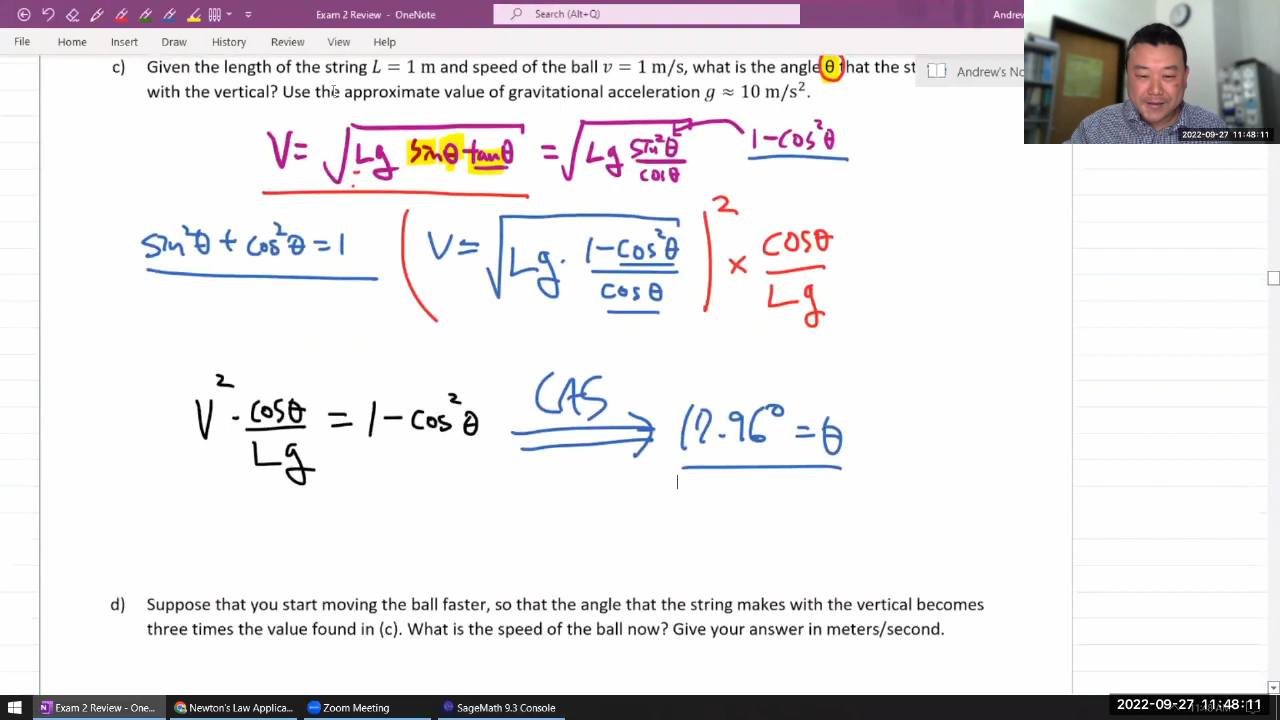 Exam 2 Review - OneNote
Search (Alt+Q)
Andrew
File Home Insert Draw History Review View Help
c) Given the length of the string L = 1 m and speed of the ball v = 1 m/s, what is the angle θ that the st
with the vertical? Use the approximate value of gravitational acceleration g ≈ 10 m/s².
Andrew's No
V = √(Lg sinθ tanθ) = √(Lg sin²θ/cosθ) 1-cos²θ
sin²θ + cos²θ = 1 ( V = √(Lg · (1-cos²θ)/cosθ) )² × cosθ/Lg
V² · cosθ/Lg = 1 - cos²θ CAS ⇒ 17.96° = θ
d) Suppose that you start moving the ball faster, so that the angle that the string makes with the vertical becomes
three times the value found in (c). What is the speed of the ball now? Give your answer in meters/second.
2022-09-27 11:48:11
Exam 2 Review - One... Newton's Law Applica... Zoom Meeting SageMath 9.3 Console
2022-09-27 11:48:11